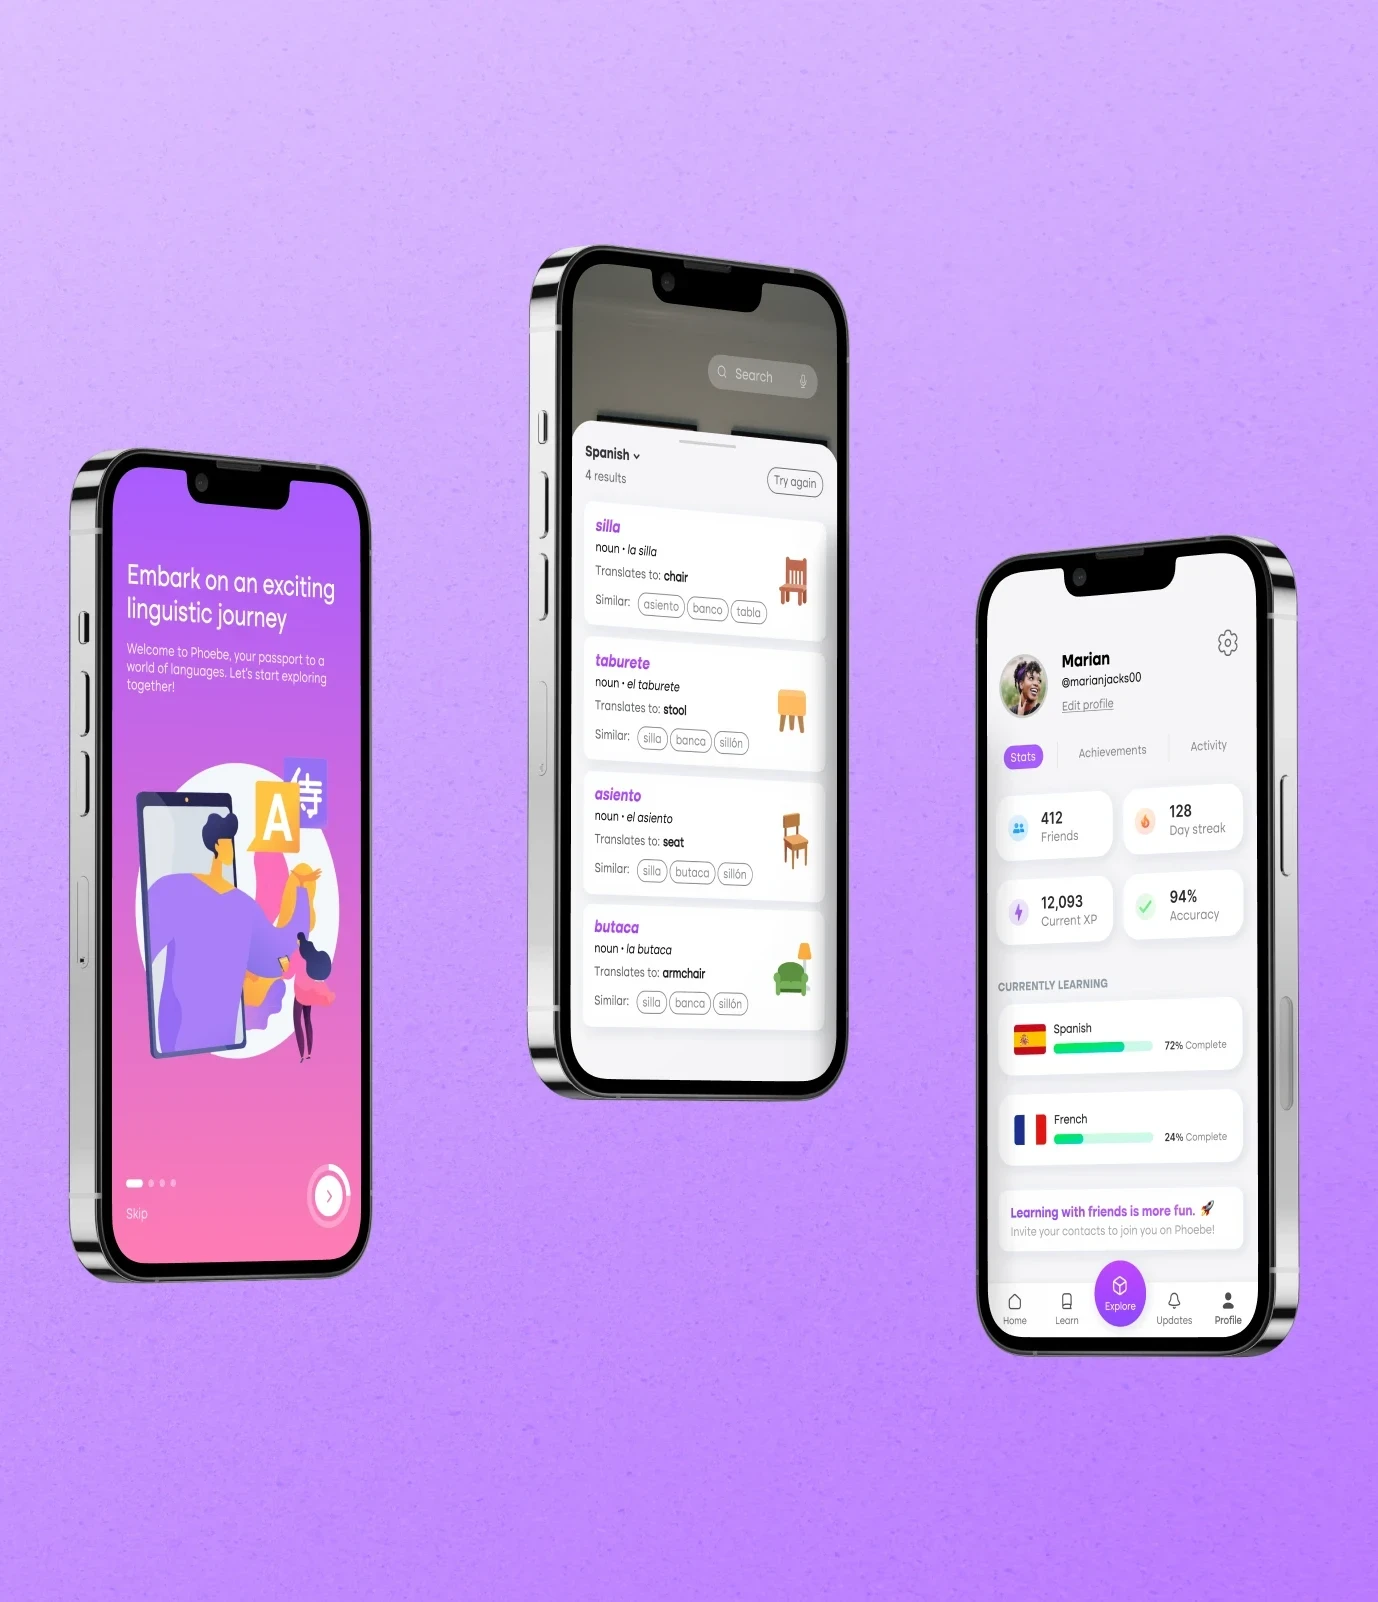 Embark on an exciting
linguistic journey
Welcome to Phoebe, your passport to a
world of languages. Let's start exploring
together!
A
侍
Skip
Search
Spanish
4 results
Try again
silla
noun • la silla
Translates to: chair
Similar: asiento banco tabla
taburete
noun • el taburete
Translates to: stool
Similar: silla banca sillón
asiento
noun • el asiento
Translates to: seat
Similar: silla butaca sillón
butaca
noun • la butaca
Translates to: armchair
Similar: silla banca sillón
Marian
@marianjacks00
Edit profile
Stats Achievements Activity
412
Friends
128
Day streak
12,093
Current XP
94%
Accuracy
CURRENTLY LEARNING
Spanish
72% Complete
French
24% Complete
Learning with friends is more fun. 🚀
Invite your contacts to join you on Phoebe!
Home Learn Explore Updates Profile